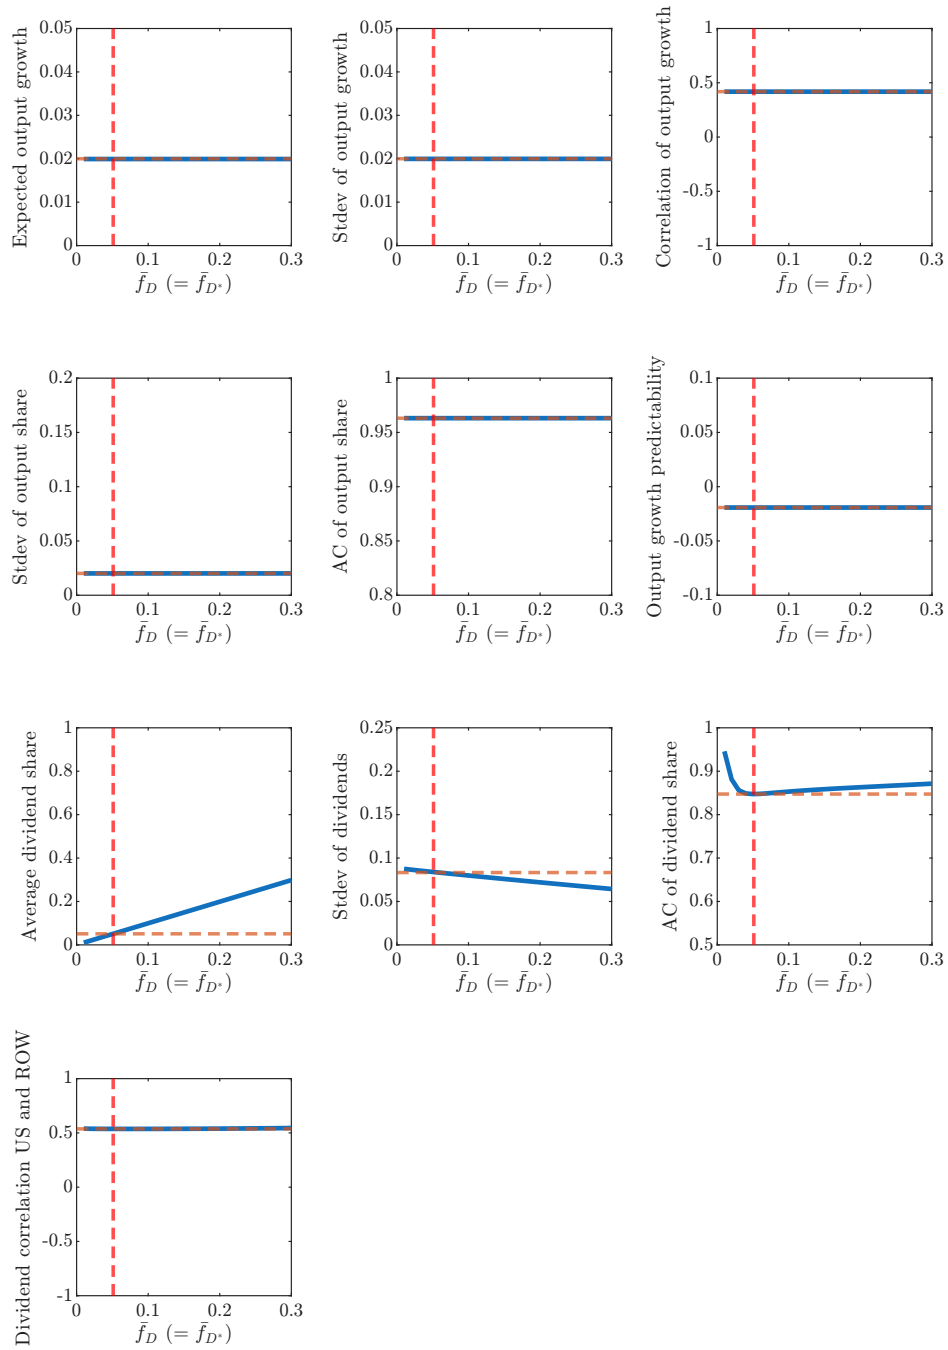 Expected output growth
0.05
0.04
0.03
0.02
0.01
0
0 0.1 0.2 0.3
f̄_D (= f̄_{D*})
Stdev of output growth
0.05
0.04
0.03
0.02
0.01
0
0 0.1 0.2 0.3
f̄_D (= f̄_{D*})
Correlation of output growth
1
0.5
0
-0.5
-1
0 0.1 0.2 0.3
f̄_D (= f̄_{D*})
Stdev of output share
0.2
0.15
0.1
0.05
0
0 0.1 0.2 0.3
f̄_D (= f̄_{D*})
AC of output share
1
0.95
0.9
0.85
0.8
0 0.1 0.2 0.3
f̄_D (= f̄_{D*})
Output growth predictability
0.1
0.05
0
-0.05
-0.1
0 0.1 0.2 0.3
f̄_D (= f̄_{D*})
Average dividend share
1
0.8
0.6
0.4
0.2
0
0 0.1 0.2 0.3
f̄_D (= f̄_{D*})
Stdev of dividends
0.25
0.2
0.15
0.1
0.05
0
0 0.1 0.2 0.3
f̄_D (= f̄_{D*})
AC of dividend share
1
0.9
0.8
0.7
0.6
0.5
0 0.1 0.2 0.3
f̄_D (= f̄_{D*})
Dividend correlation US and ROW
1
0.5
0
-0.5
-1
0 0.1 0.2 0.3
f̄_D (= f̄_{D*})